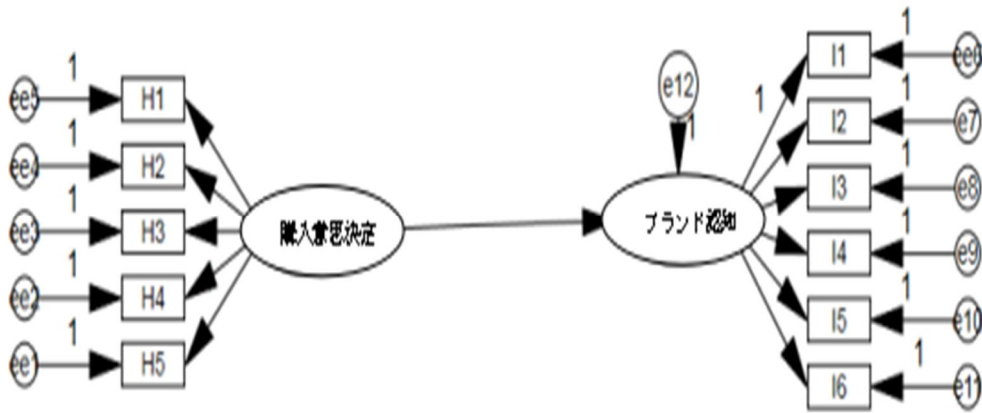 1 H1 ee5
1 H2 ee4
1 H3 ee3
1 H4 ee2
1 H5 ee1
購入意思決定
e12
1
ブランド認知
1
I1 1 ee6
I2 1 e7
I3 1 e8
I4 1 e9
I5 1 e10
I6 1 e11